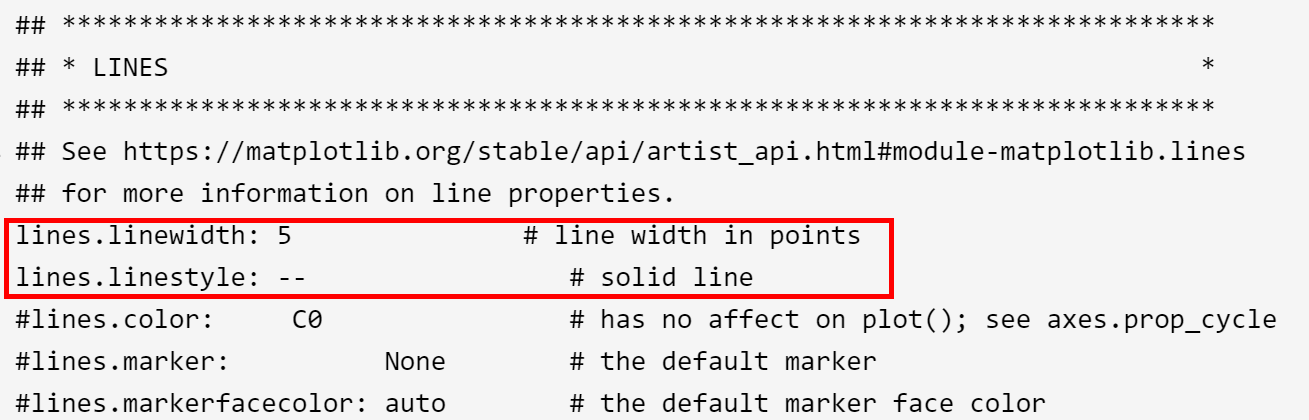 ## ***************************************************************************
## * LINES                                                                   *
## ***************************************************************************
## See https://matplotlib.org/stable/api/artist_api.html#module-matplotlib.lines
## for more information on line properties.
lines.linewidth: 5               # line width in points
lines.linestyle: --                 # solid line
#lines.color:     C0                # has no affect on plot(); see axes.prop_cycle
#lines.marker:          None        # the default marker
#lines.markerfacecolor: auto        # the default marker face color